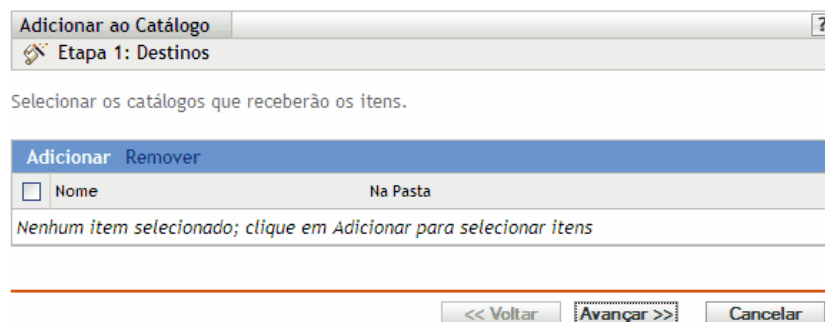 Adicionar ao Catálogo ?
Etapa 1: Destinos
Selecionar os catálogos que receberão os itens.
Adicionar Remover
Nome Na Pasta
Nenhum item selecionado; clique em Adicionar para selecionar itens
<< Voltar Avançar >> Cancelar